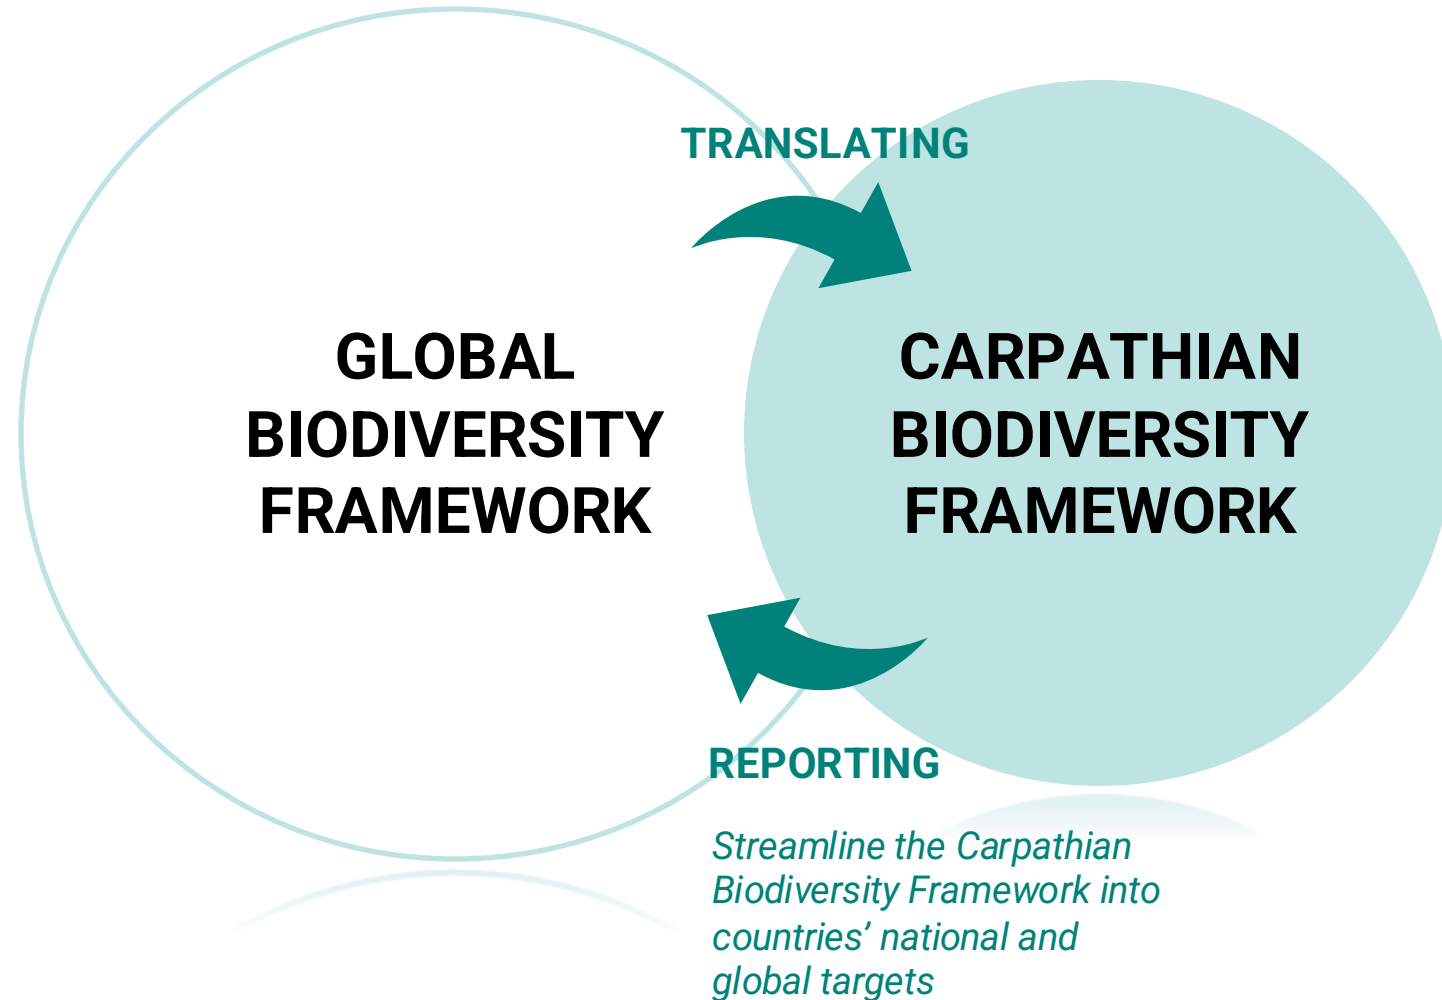 TRANSLATING
GLOBAL
BIODIVERSITY
FRAMEWORK
CARPATHIAN
BIODIVERSITY
FRAMEWORK
REPORTING
Streamline the Carpathian
Biodiversity Framework into
countries’ national and
global targets